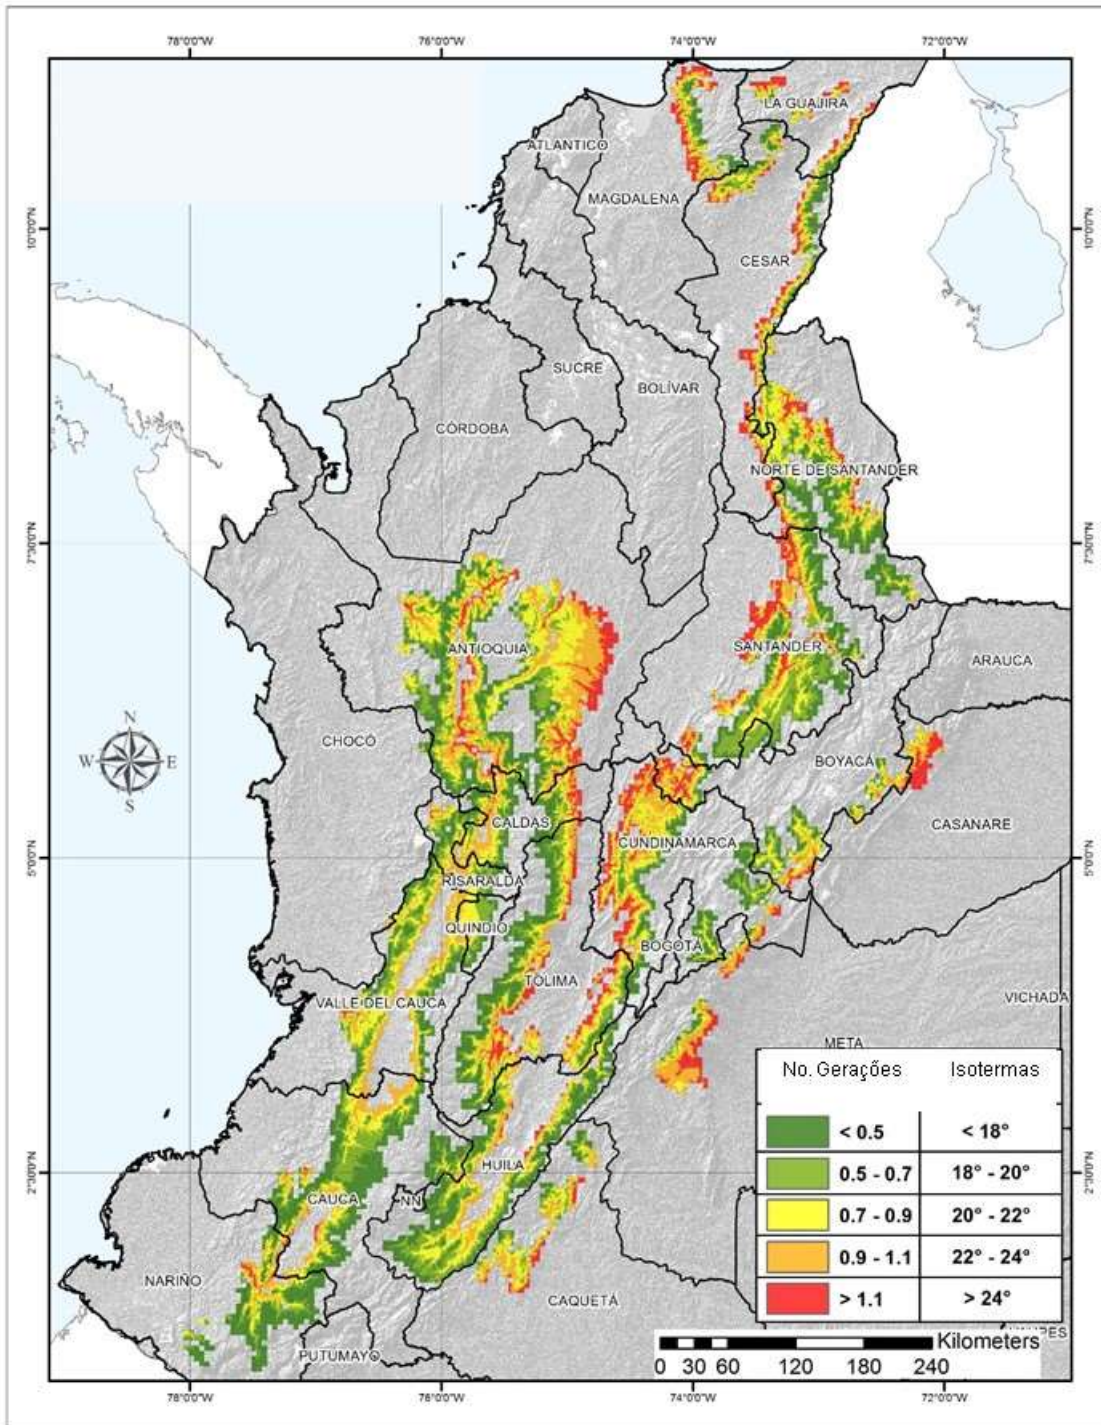 78°0'0"W 76°0'0"W 74°0'0"W 72°0'0"W
LA GUAJIRA
ATLANTICO
MAGDALENA
10°0'0"N 10°0'0"N
CESAR
SUCRE
BOLÍVAR
CÓRDOBA
NORTE DE SANTANDER
7°30'0"N 7°30'0"N
ANTIOQUIA
SANTANDER
ARAUCA
CHOCÓ
N
W E
S
BOYACÁ
CALDAS
CASANARE
CUNDINAMARCA
5°0'0"N 5°0'0"N
RISARALDA
QUINDIO
BOGOTÁ
TOLIMA
VALLE DEL CAUCA
VICHADA
META
No. Gerações Isotermas
< 0.5 < 18°
0.5 - 0.7 18° - 20°
0.7 - 0.9 20° - 22°
0.9 - 1.1 22° - 24°
> 1.1 > 24°
HUILA
2°30'0"N 2°30'0"N
CAUCA
NN
NARIÑO
CAQUETÁ
PUTUMAYO
Kilometers
0 30 60 120 180 240
78°0'0"W 76°0'0"W 74°0'0"W 72°0'0"W